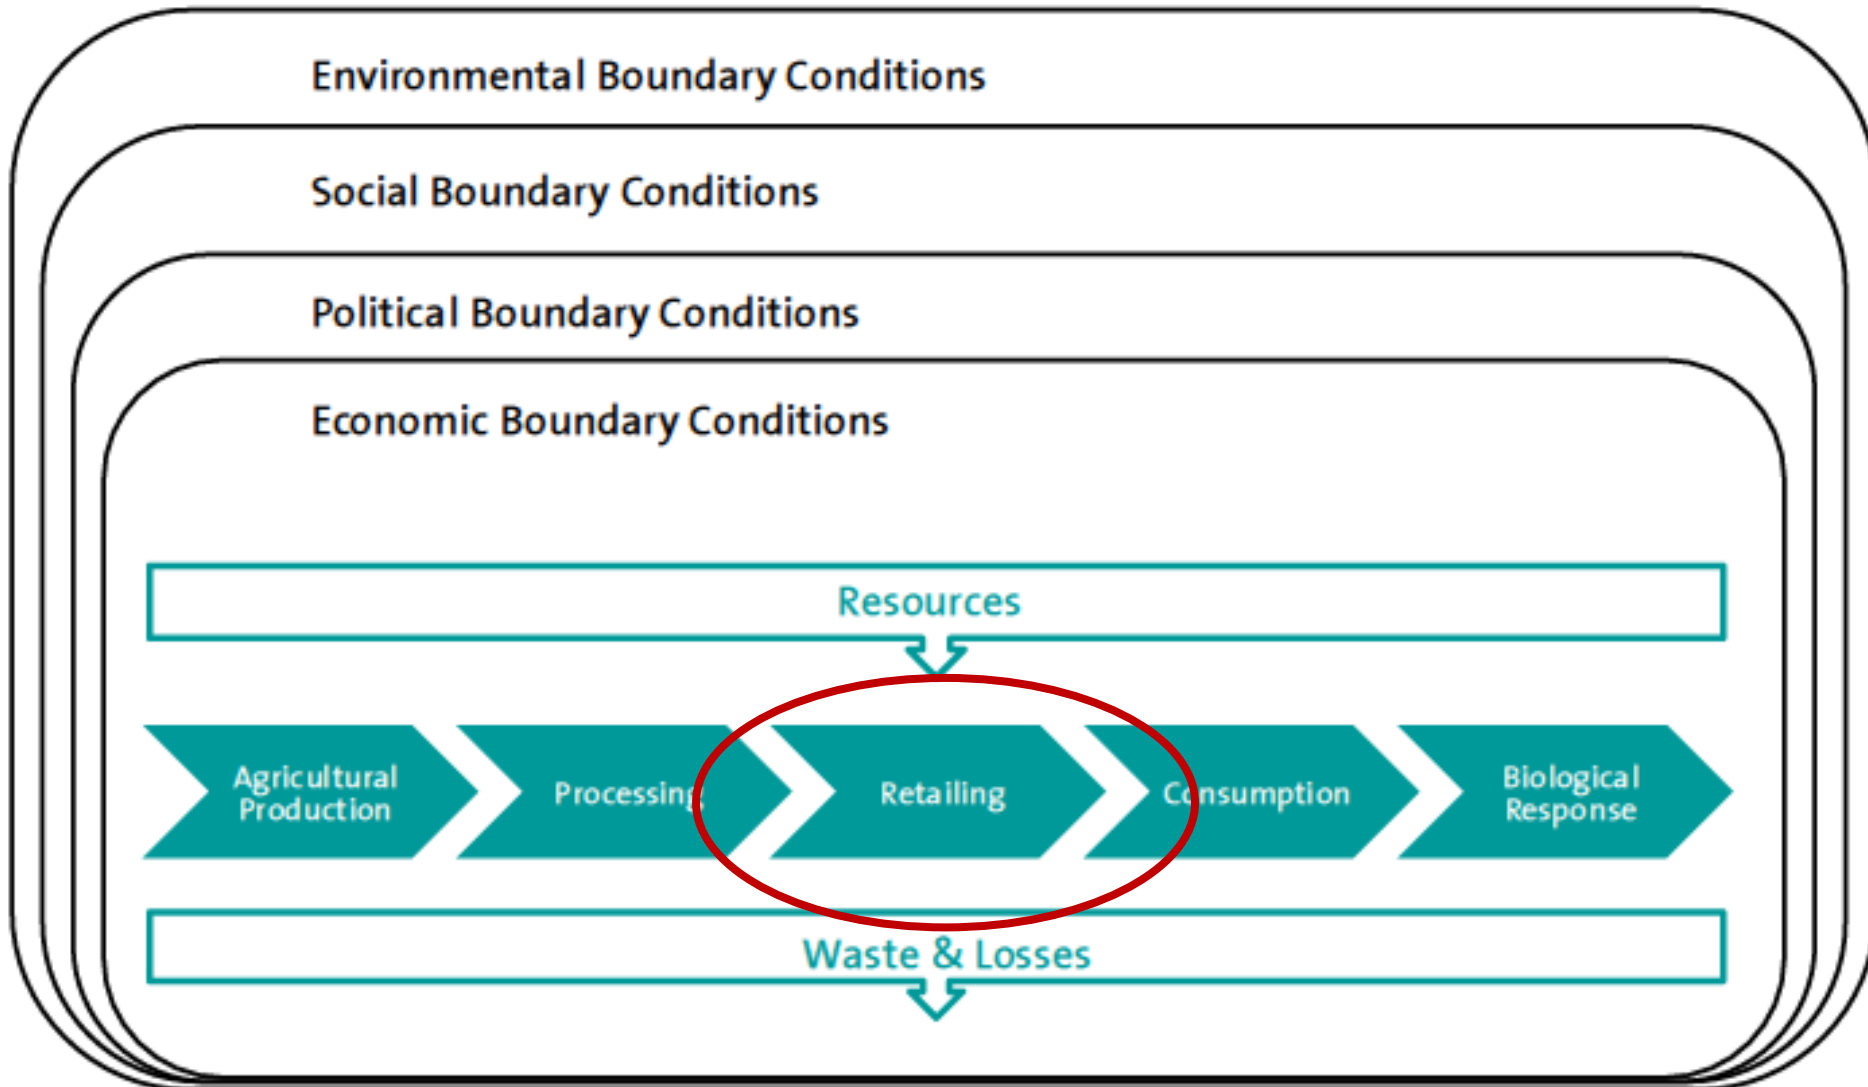 Environmental Boundary Conditions
Social Boundary Conditions
Political Boundary Conditions
Economic Boundary Conditions
Resources
Agricultural
Production
Processing
Retailing
Consumption
Biological
Response
Waste & Losses